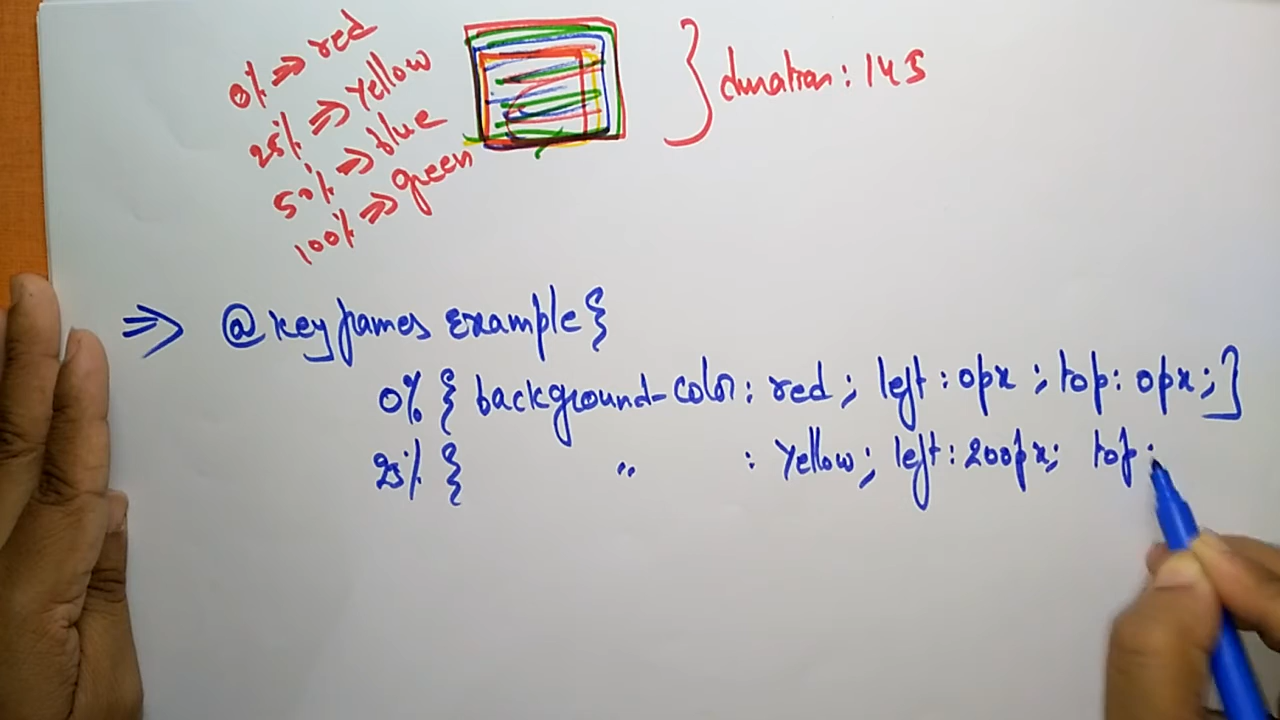 0% ⇒ red
25% ⇒ yellow
50% ⇒ blue
100% ⇒ green
} duration: 14s
⇒ @keyframes example {
0% { background-color: red; left: 0px; top: 0px; }
25% { " : Yellow; left: 200px; top: